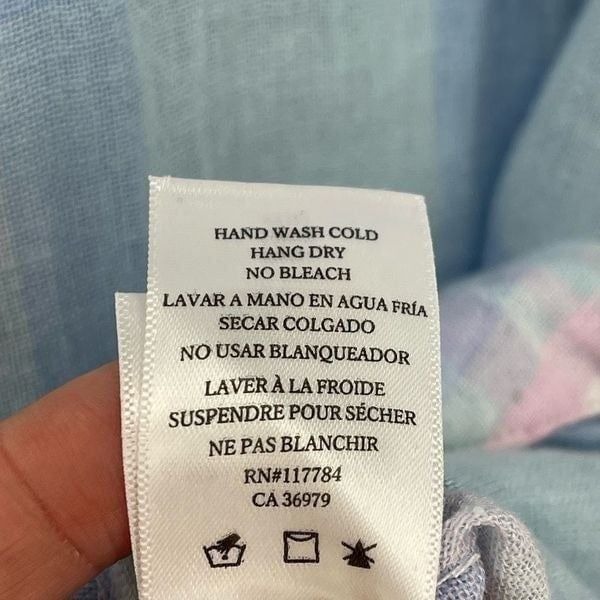 HAND WASH COLD
HANG DRY
NO BLEACH
LAVAR A MANO EN AGUA FRÍA
SECAR COLGADO
NO USAR BLANQUEADOR
LAVER À LA FROIDE
SUSPENDRE POUR SÉCHER
NE PAS BLANCHIR
RN#117784
CA 36979